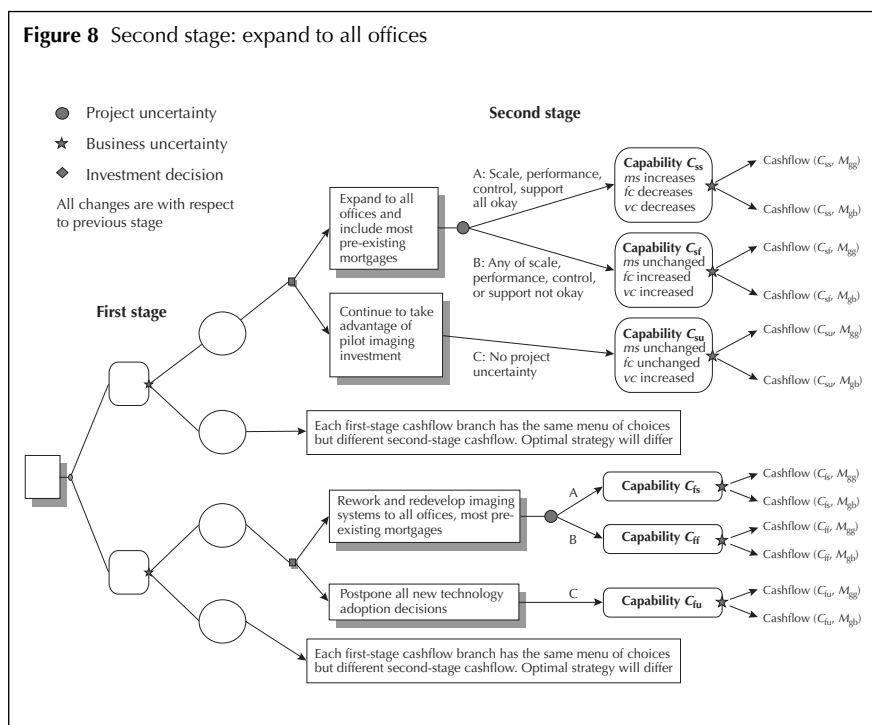 Figure 8 Second stage: expand to all offices
Project uncertainty
Business uncertainty
Investment decision
All changes are with respect
to previous stage
Second stage
First stage
Expand to all
offices and
include most
pre-existing
mortgages
A: Scale, performance,
control, support
all okay
B: Any of scale,
performance, control,
or support not okay
Capability Css
ms increases
fc decreases
vc decreases
Cashflow (Css, Mgg)
Cashflow (Css, Mgb)
Capability Csf
ms unchanged
fc increased
vc increased
Cashflow (Csf, Mgg)
Cashflow (Csf, Mgb)
Continue to take
advantage of
pilot imaging
investment
C: No project
uncertainty
Capability Csu
ms unchanged
fc unchanged
vc increased
Cashflow (Csu, Mgg)
Cashflow (Csu, Mgb)
Each first-stage cashflow branch has the same menu of choices
but different second-stage cashflow. Optimal strategy will differ
Rework and redevelop imaging
systems to all offices, most pre-
existing mortgages
A
B
Capability Cfs
Cashflow (Cfs, Mgg)
Cashflow (Cfs, Mgb)
Capability Cff
Cashflow (Cff, Mgg)
Cashflow (Cff, Mgb)
Postpone all new technology
adoption decisions
C
Capability Cfu
Cashflow (Cfu, Mgg)
Cashflow (Cfu, Mgb)
Each first-stage cashflow branch has the same menu of choices
but different second-stage cashflow. Optimal strategy will differ